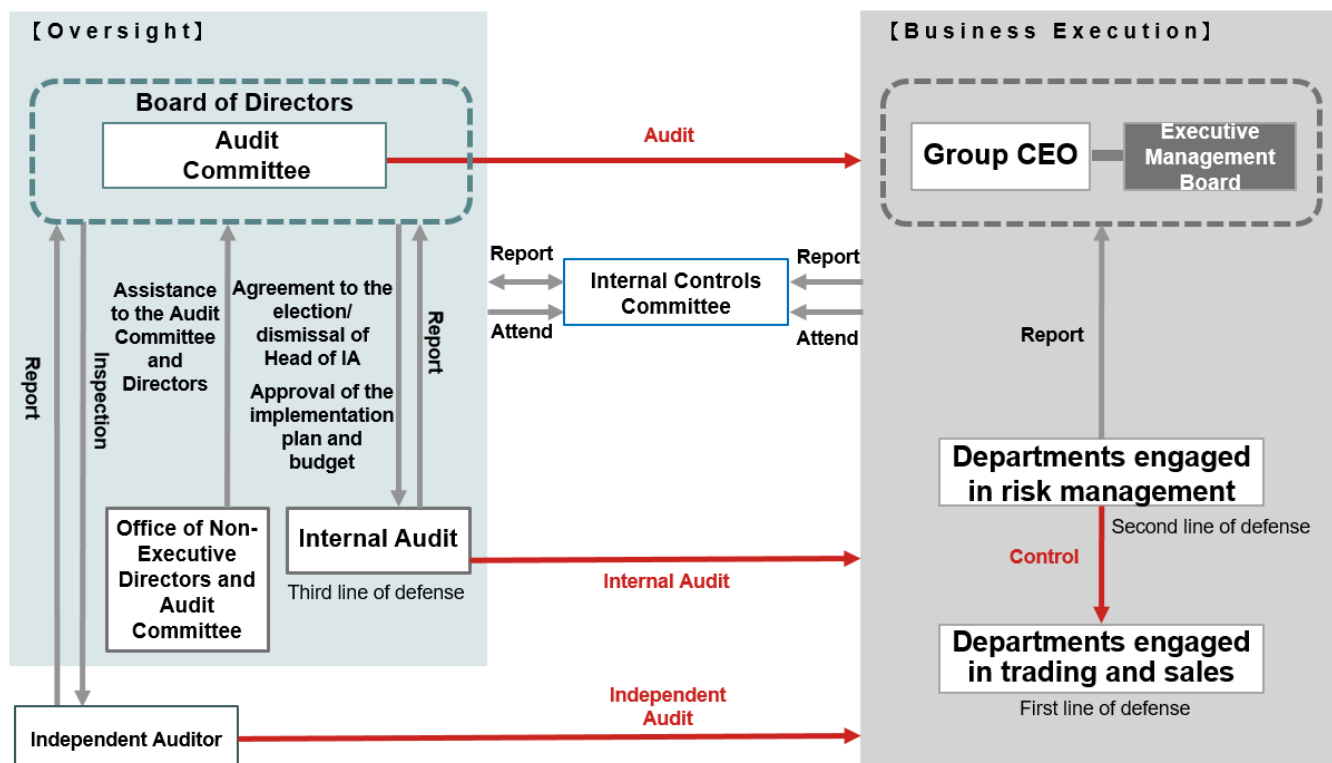 【Oversight】
Board of Directors
Audit
Committee
Audit
【Business Execution】
Group CEO
Executive
Management
Board
Report
Attend
Internal Controls
Committee
Report
Attend
Report
Inspection
Assistance
to the Audit
Committee
and
Directors
Agreement to the
election/
dismissal of
Head of IA
Approval of the
implementation
plan and
budget
Report
Report
Office of Non-
Executive
Directors and
Audit
Committee
Internal Audit
Third line of defense
Internal Audit
Departments engaged
in risk management
Second line of defense
Control
Departments engaged
in trading and sales
First line of defense
Independent Auditor
Independent
Audit